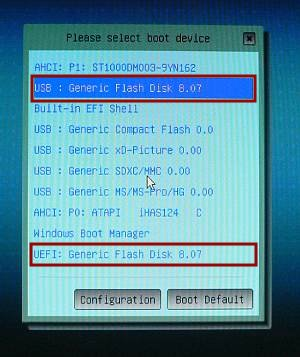 Please select boot device
AHCI: P1: ST1000DM003-9YN162
USB : Generic Flash Disk 8.07
Built-in EFI Shell
USB : Generic Compact Flash 0.0
USB : Generic xD-Picture 0.00
USB : Generic SDXC/MMC 0.00
USB : Generic MS/MS-Pro/HG 0.00
AHCI: P0: ATAPI iHAS124 C
Windows Boot Manager
UEFI: Generic Flash Disk 8.07
Configuration Boot Default